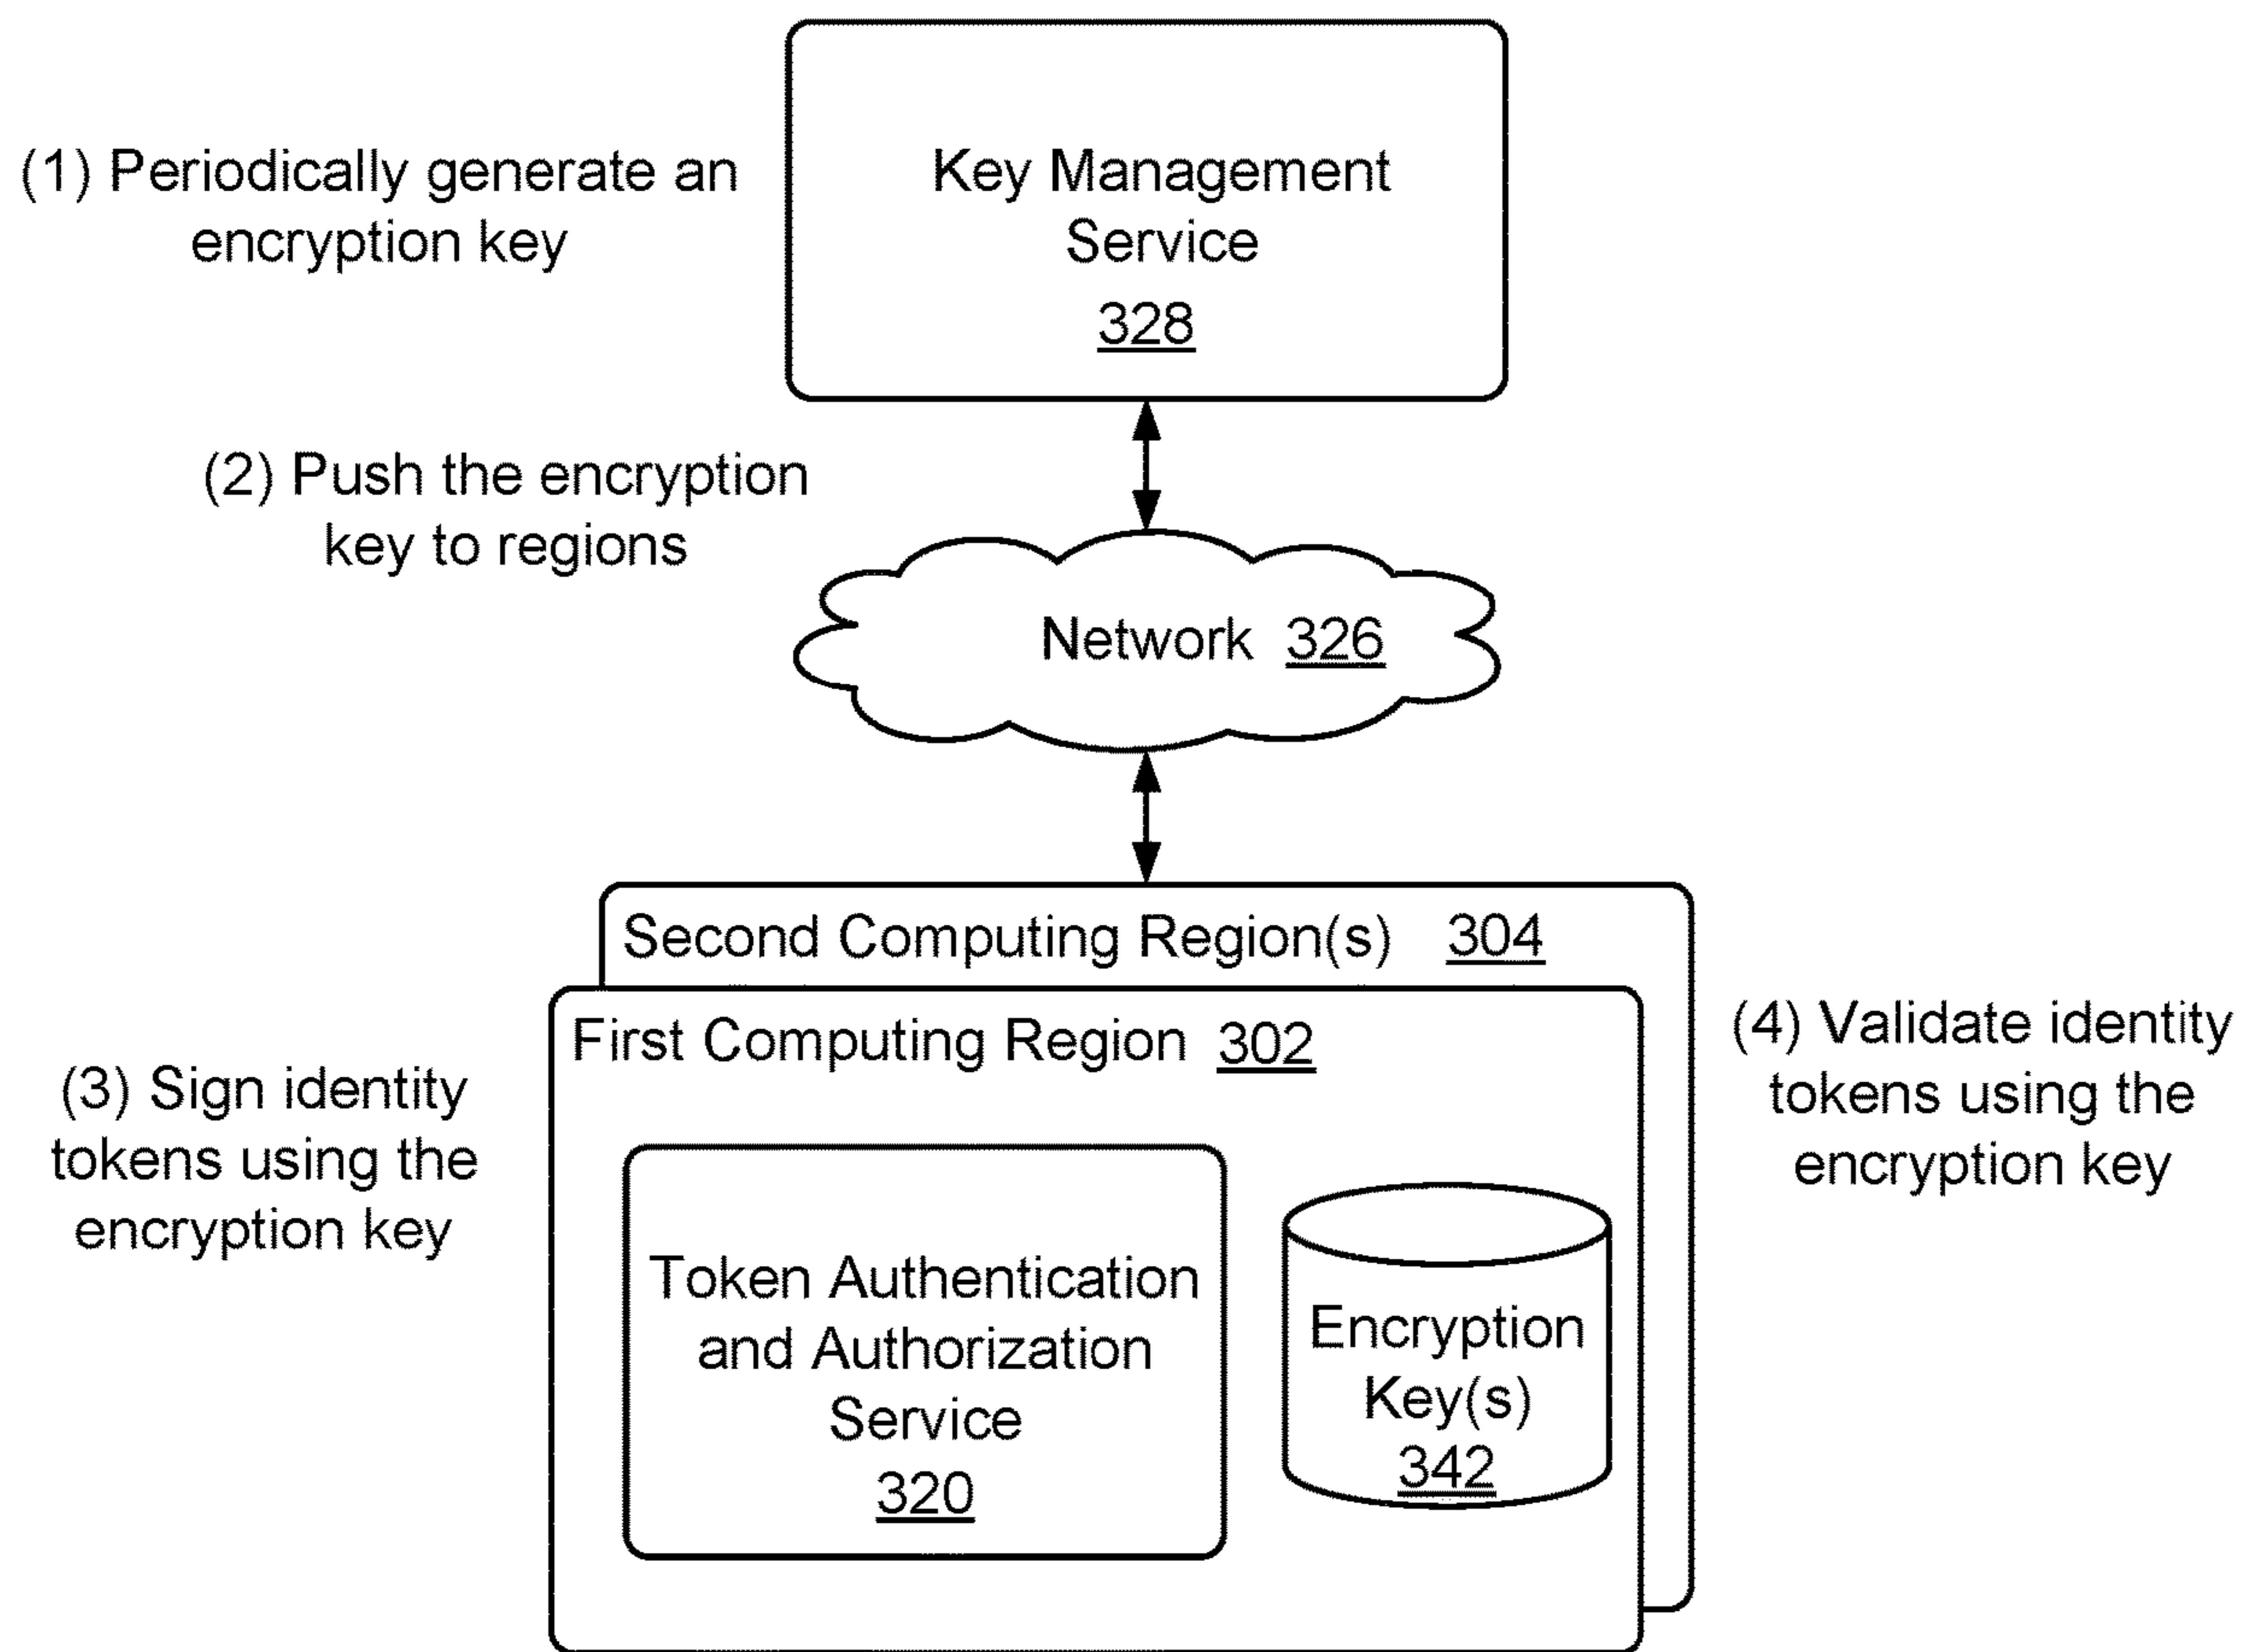 (1) Periodically generate an
encryption key
Key Management
Service
328
(2) Push the encryption
key to regions
Network 326
Second Computing Region(s) 304
First Computing Region 302
(3) Sign identity
tokens using the
encryption key
(4) Validate identity
tokens using the
encryption key
Token Authentication
and Authorization
Service
320
Encryption
Key(s)
342